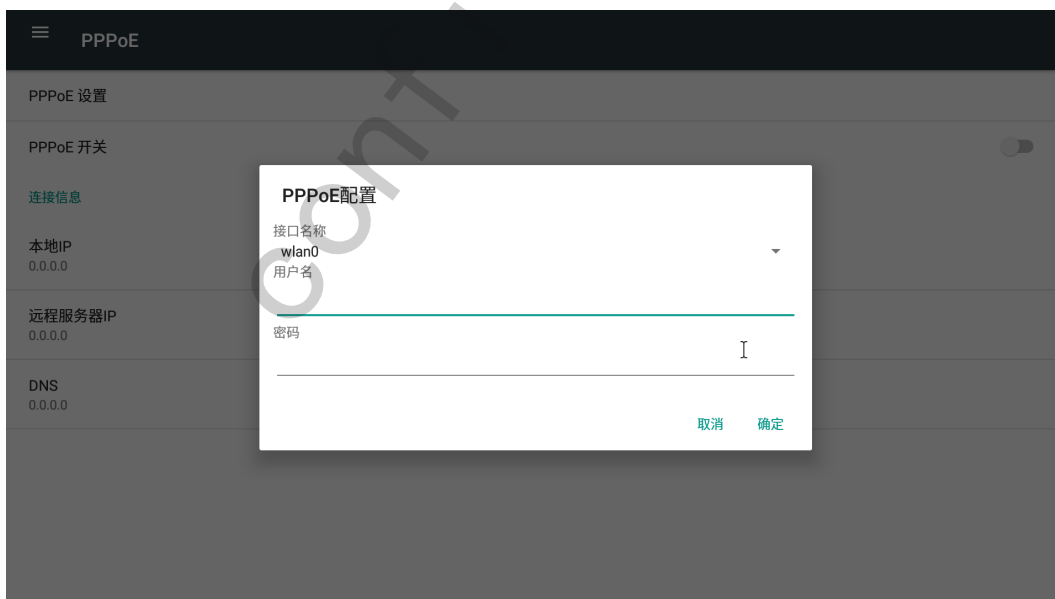 PPPoE
PPPoE 设置
PPPoE 开关
连接信息
本地IP
0.0.0.0
远程服务器IP
0.0.0.0
DNS
0.0.0.0
PPPoE配置
接口名称
wlan0
用户名
密码
取消
确定
conf